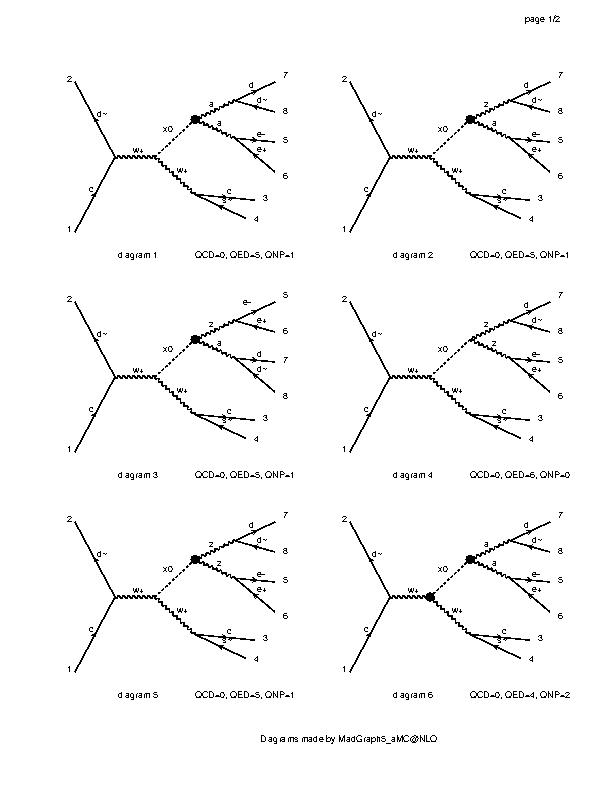 page 1/2
2 d~ c 1 w+ x0 w+ a d 7 d~ 8 a e- 5 e+ 6 c 3 s~ 4
diagram 1 QCD=0, QED=5, QNP=1
2 d~ c 1 w+ x0 w+ z d 7 d~ 8 a e- 5 e+ 6 c 3 s~ 4
diagram 2 QCD=0, QED=5, QNP=1
2 d~ c 1 w+ x0 w+ z e- 5 e+ 6 a d 7 d~ 8 c 3 s~ 4
diagram 3 QCD=0, QED=5, QNP=1
2 d~ c 1 w+ x0 w+ z d 7 d~ 8 z e- 5 e+ 6 c 3 s~ 4
diagram 4 QCD=0, QED=6, QNP=0
2 d~ c 1 w+ x0 w+ z d 7 d~ 8 z e- 5 e+ 6 c 3 s~ 4
diagram 5 QCD=0, QED=5, QNP=1
2 d~ c 1 w+ x0 w+ a d 7 d~ 8 a e- 5 e+ 6 c 3 s~ 4
diagram 6 QCD=0, QED=4, QNP=2
Diagrams made by MadGraph5_aMC@NLO